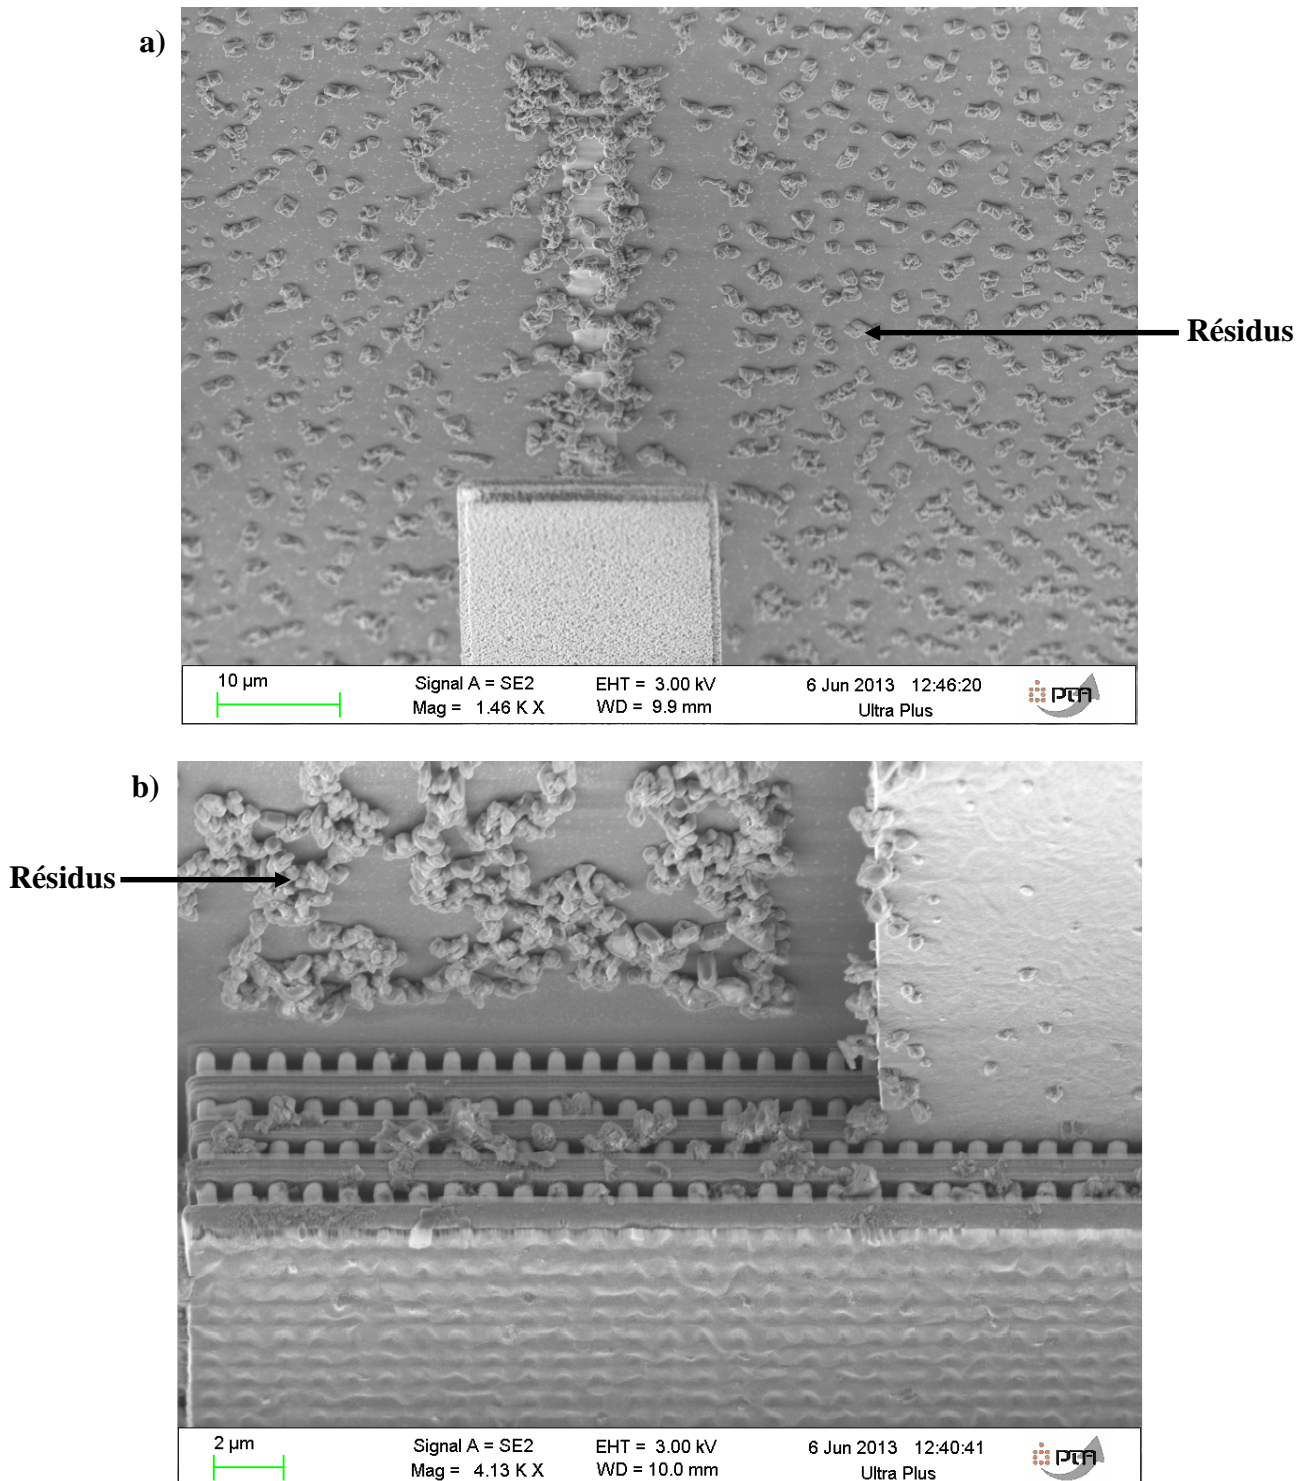 a)
Résidus
10 µm
Signal A = SE2
EHT = 3.00 kV
6 Jun 2013 12:46:20
Mag = 1.46 K X
WD = 9.9 mm
Ultra Plus
PTA
b)
Résidus
2 µm
Signal A = SE2
EHT = 3.00 kV
6 Jun 2013 12:40:41
Mag = 4.13 K X
WD = 10.0 mm
Ultra Plus
PTA